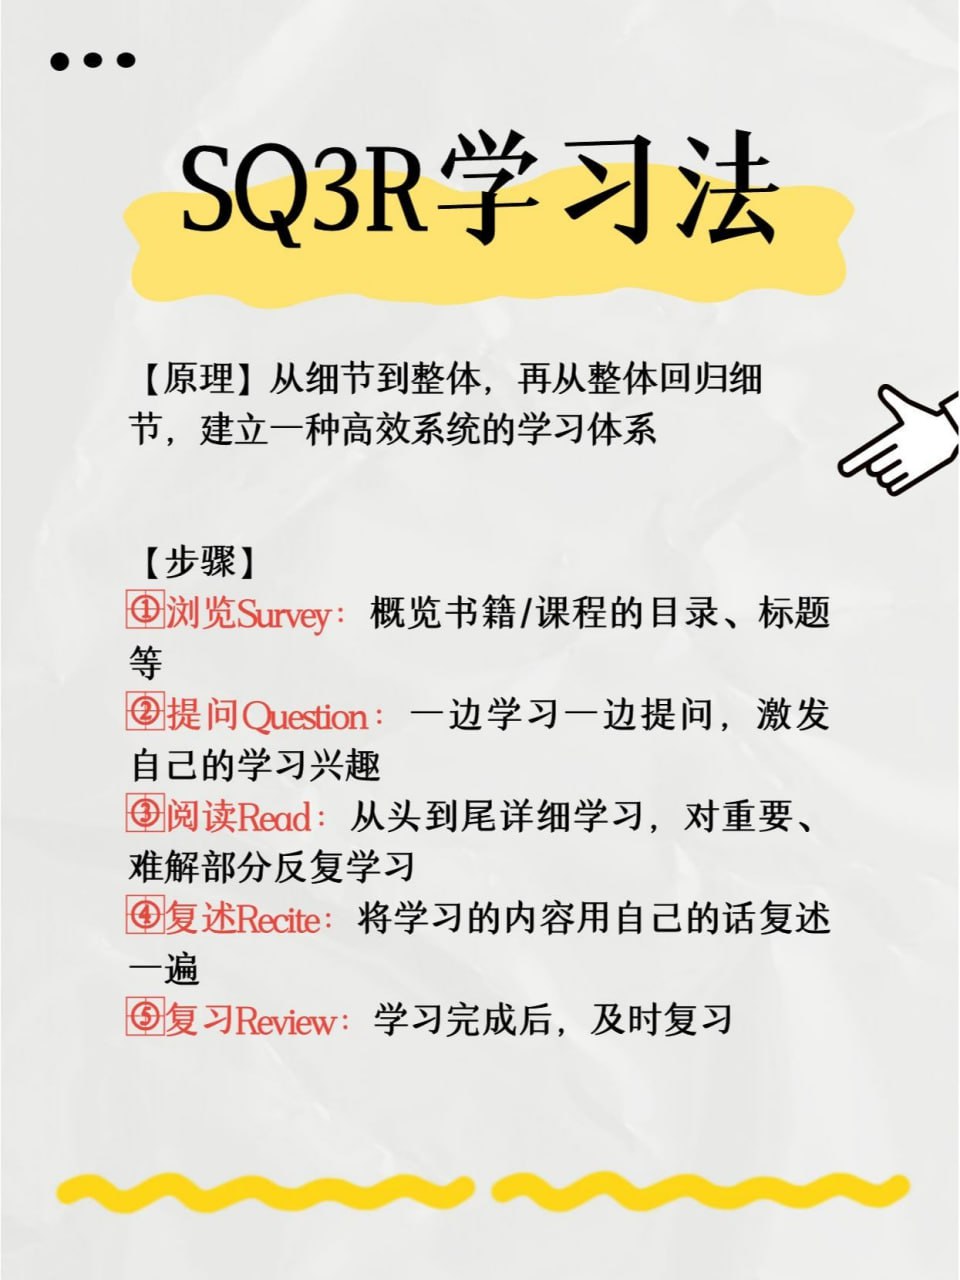 SQ3R学习法
【原理】从细节到整体，再从整体回归细
节，建立一种高效系统的学习体系
【步骤】
①浏览Survey：概览书籍/课程的目录、标题
等
②提问Question：一边学习一边提问，激发
自己的学习兴趣
③阅读Read：从头到尾详细学习，对重要、
难解部分反复学习
④复述Recite：将学习的内容用自己的话复述
一遍
⑤复习Review：学习完成后，及时复习